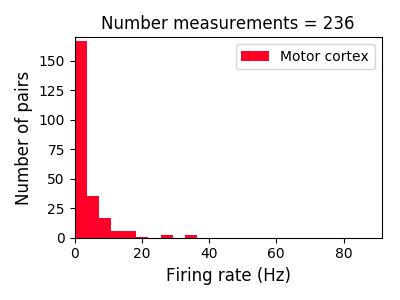 Number measurements = 236
Motor cortex
Number of pairs
150
125
100
75
50
25
0
0 20 40 60 80
Firing rate (Hz)